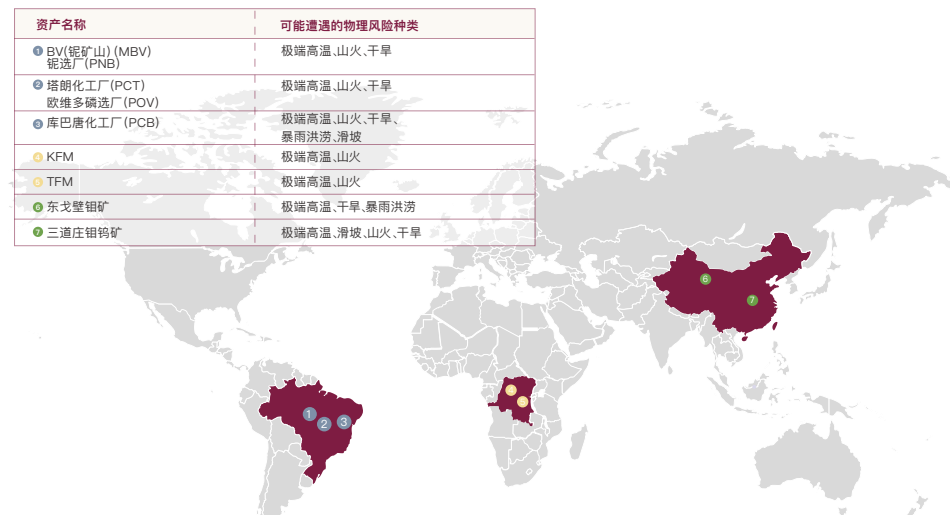 资产名称 可能遭遇的物理风险种类
1 BV(铌矿山) (MBV) 极端高温、山火、干旱
铌选厂(PNB)
2 塔朗化工厂(PCT) 极端高温、山火、干旱
欧维多磷选厂(POV)
3 库巴唐化工厂(PCB) 极端高温、山火、干旱、
暴雨洪涝、滑坡
4 KFM 极端高温、山火
5 TFM 极端高温、山火
6 东戈壁钼矿 极端高温、干旱、暴雨洪涝
7 三道庄钼钨矿 极端高温、滑坡、山火、干旱
6
7
4
5
1
2
3